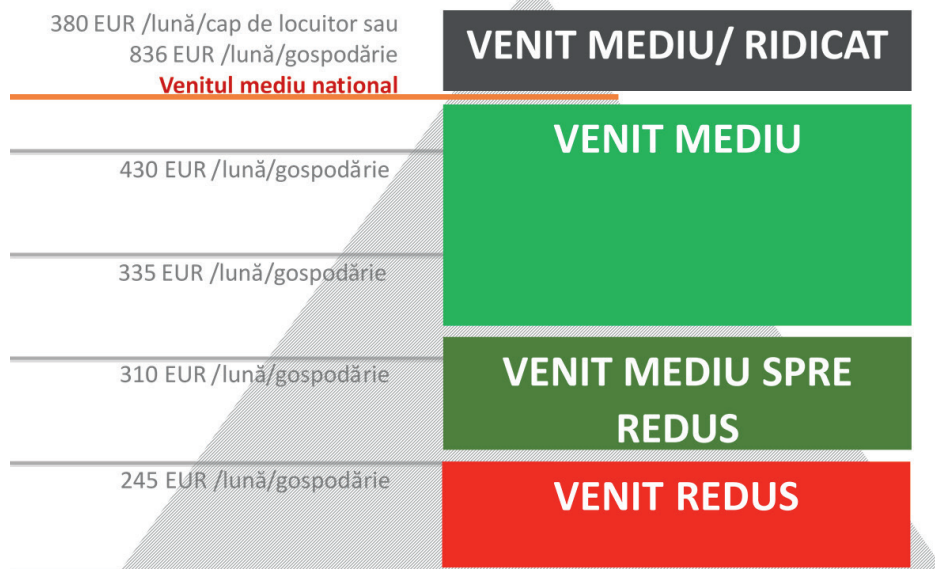 380 EUR /lună/cap de locuitor sau
836 EUR /lună/gospodărie
Venitul mediu national
VENIT MEDIU/ RIDICAT
VENIT MEDIU
430 EUR /lună/gospodărie
335 EUR /lună/gospodărie
310 EUR /lună/gospodărie
VENIT MEDIU SPRE
REDUS
245 EUR /lună/gospodărie
VENIT REDUS